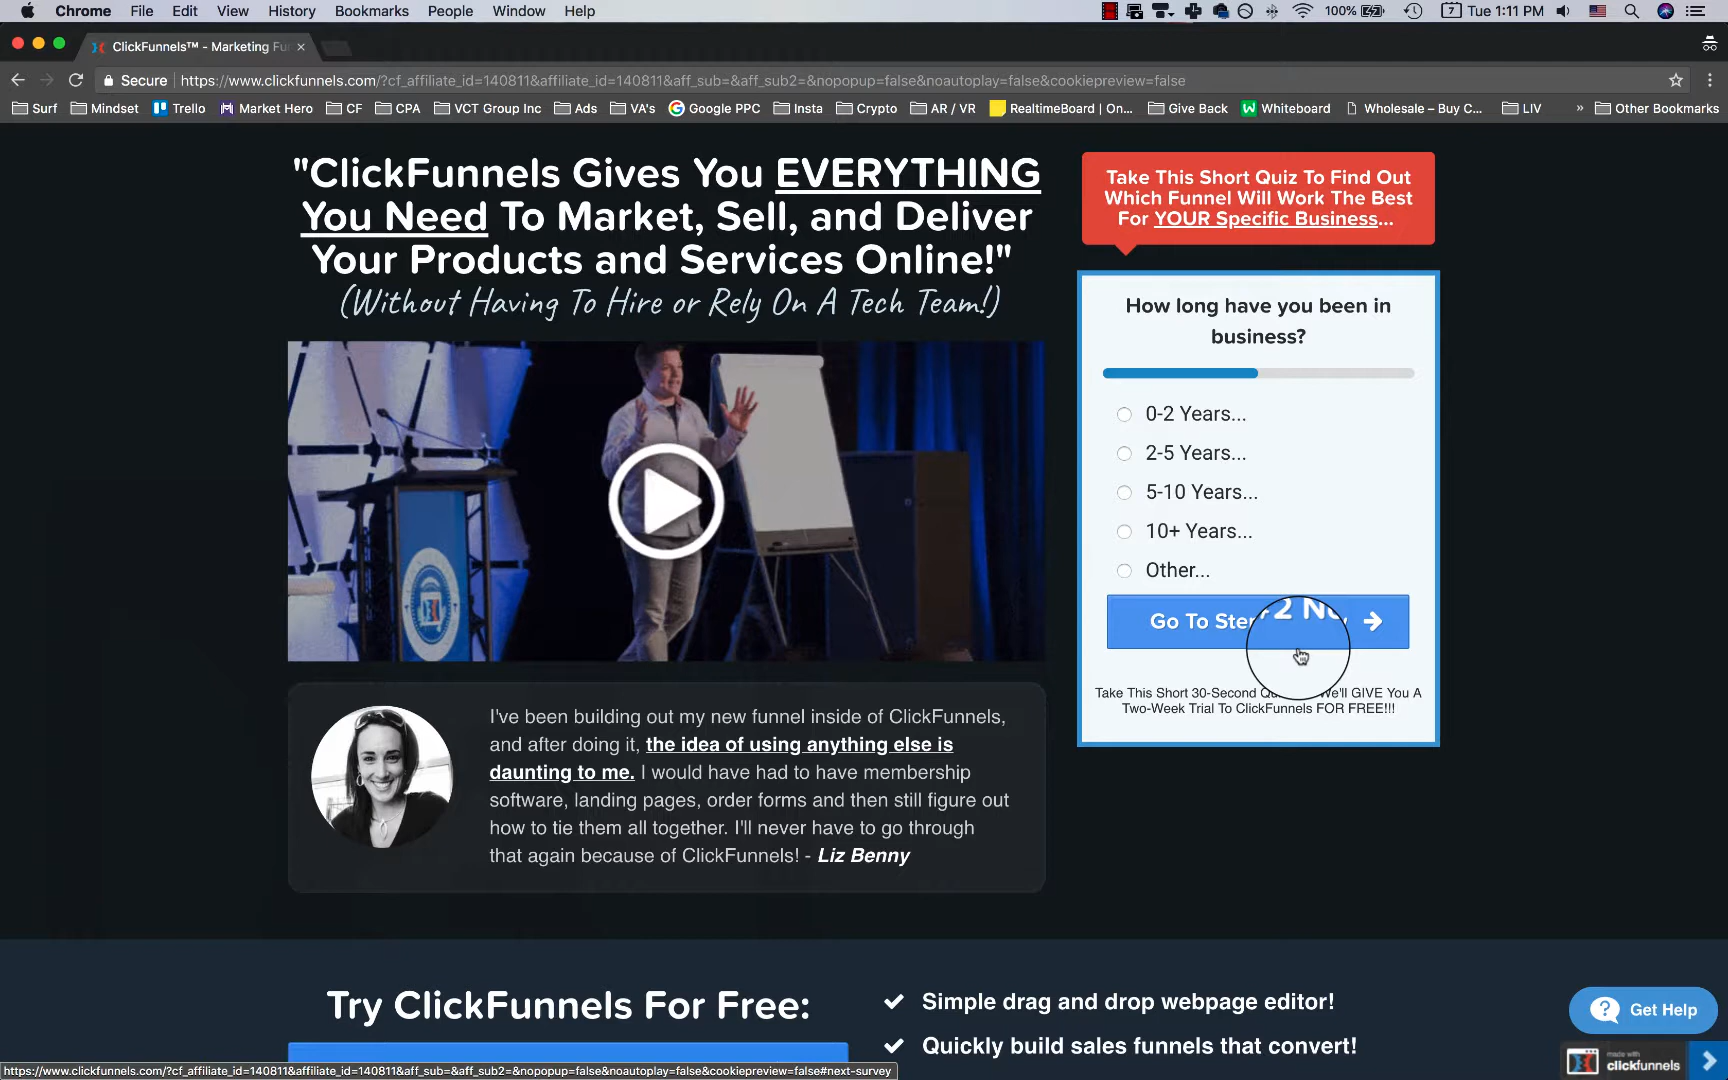 Chrome File Edit View History Bookmarks People Window Help 100% 7 Tue 1:11 PM
ClickFunnels™ - Marketing Fu
Secure https://www.clickfunnels.com/?cf_affiliate_id=140811&affiliate_id=140811&aff_sub=&aff_sub2=&nopopup=false&noautoplay=false&cookiepreview=false
Surf Mindset Trello Market Hero CF CPA VCT Group Inc Ads VA's Google PPC Insta Crypto AR / VR RealtimeBoard | On... Give Back Whiteboard Wholesale – Buy C... LIV » Other Bookmarks
"ClickFunnels Gives You EVERYTHING
You Need To Market, Sell, and Deliver
Your Products and Services Online!"
(Without Having To Hire or Rely On A Tech Team!)
Take This Short Quiz To Find Out
Which Funnel Will Work The Best
For YOUR Specific Business...
How long have you been in
business?
0-2 Years...
2-5 Years...
5-10 Years...
10+ Years...
Other...
Go To Step 2 No
Take This Short 30-Second We'll GIVE You A
Two-Week Trial To ClickFunnels FOR FREE!!!
I've been building out my new funnel inside of ClickFunnels,
and after doing it, the idea of using anything else is
daunting to me. I would have had to have membership
software, landing pages, order forms and then still figure out
how to tie them all together. I'll never have to go through
that again because of ClickFunnels! - Liz Benny
Try ClickFunnels For Free:
Simple drag and drop webpage editor!
Quickly build sales funnels that convert!
Get Help
made with
clickfunnels
https://www.clickfunnels.com/?cf_affiliate_id=140811&affiliate_id=140811&aff_sub=&aff_sub2=&nopopup=false&noautoplay=false&cookiepreview=false#next-survey